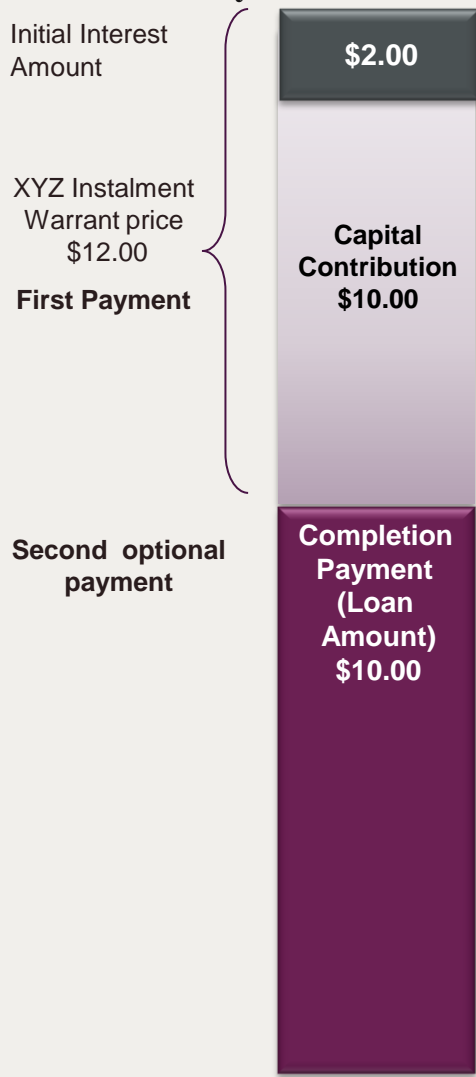 Initial Interest
Amount
$2.00
XYZ Instalment
Warrant price
$12.00
First Payment
Capital
Contribution
$10.00
Second optional
payment
Completion
Payment
(Loan
Amount)
$10.00